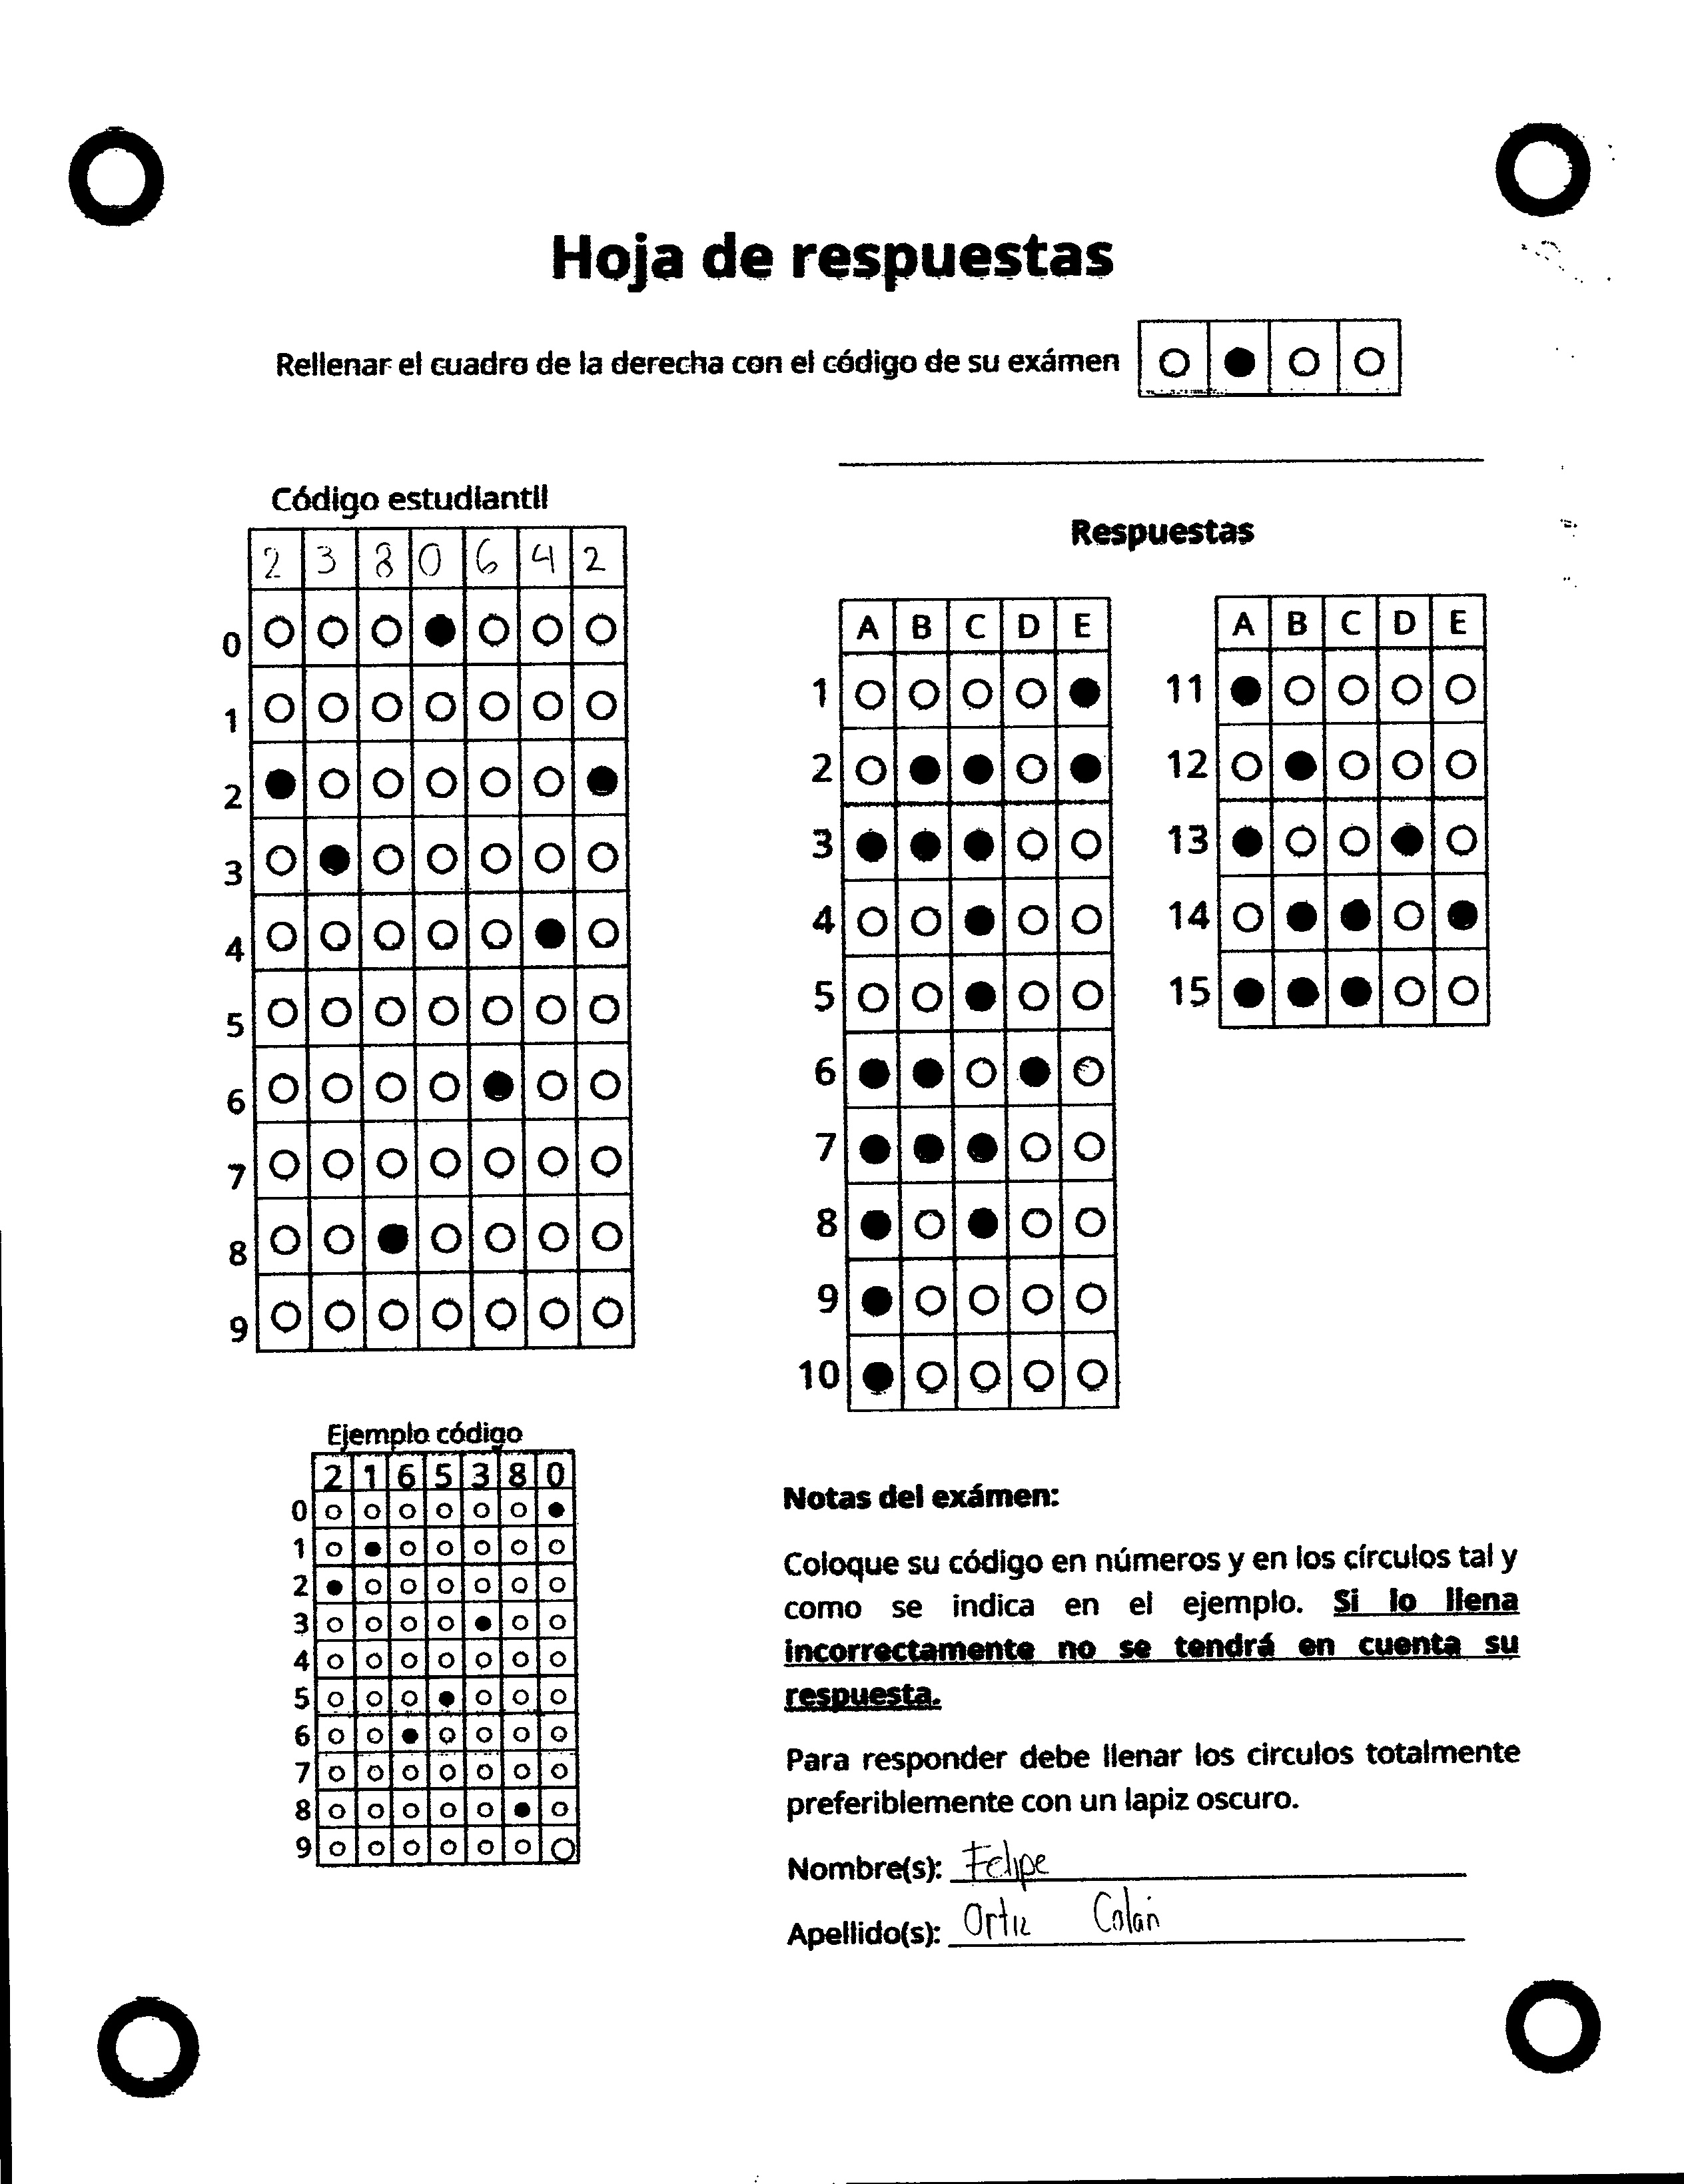 Hoja de respuestas
Rellenar el cuadro de la derecha con el código de su exámen
Código estudiantil
2 3 8 0 6 4 2
0
1
2
3
4
5
6
7
8
9
Respuestas
A B C D E
1
2
3
4
5
6
7
8
9
10
A B C D E
11
12
13
14
15
Ejemplo código
2 1 6 5 3 8 0
0
1
2
3
4
5
6
7
8
9
Notas del exámen:
Coloque su código en números y en los círculos tal y
como se indica en el ejemplo. Si lo llena
incorrectamente no se tendrá en cuenta su
respuesta.
Para responder debe llenar los circulos totalmente
preferiblemente con un lapiz oscuro.
Nombre(s): Felipe
Apellido(s): Ortiz